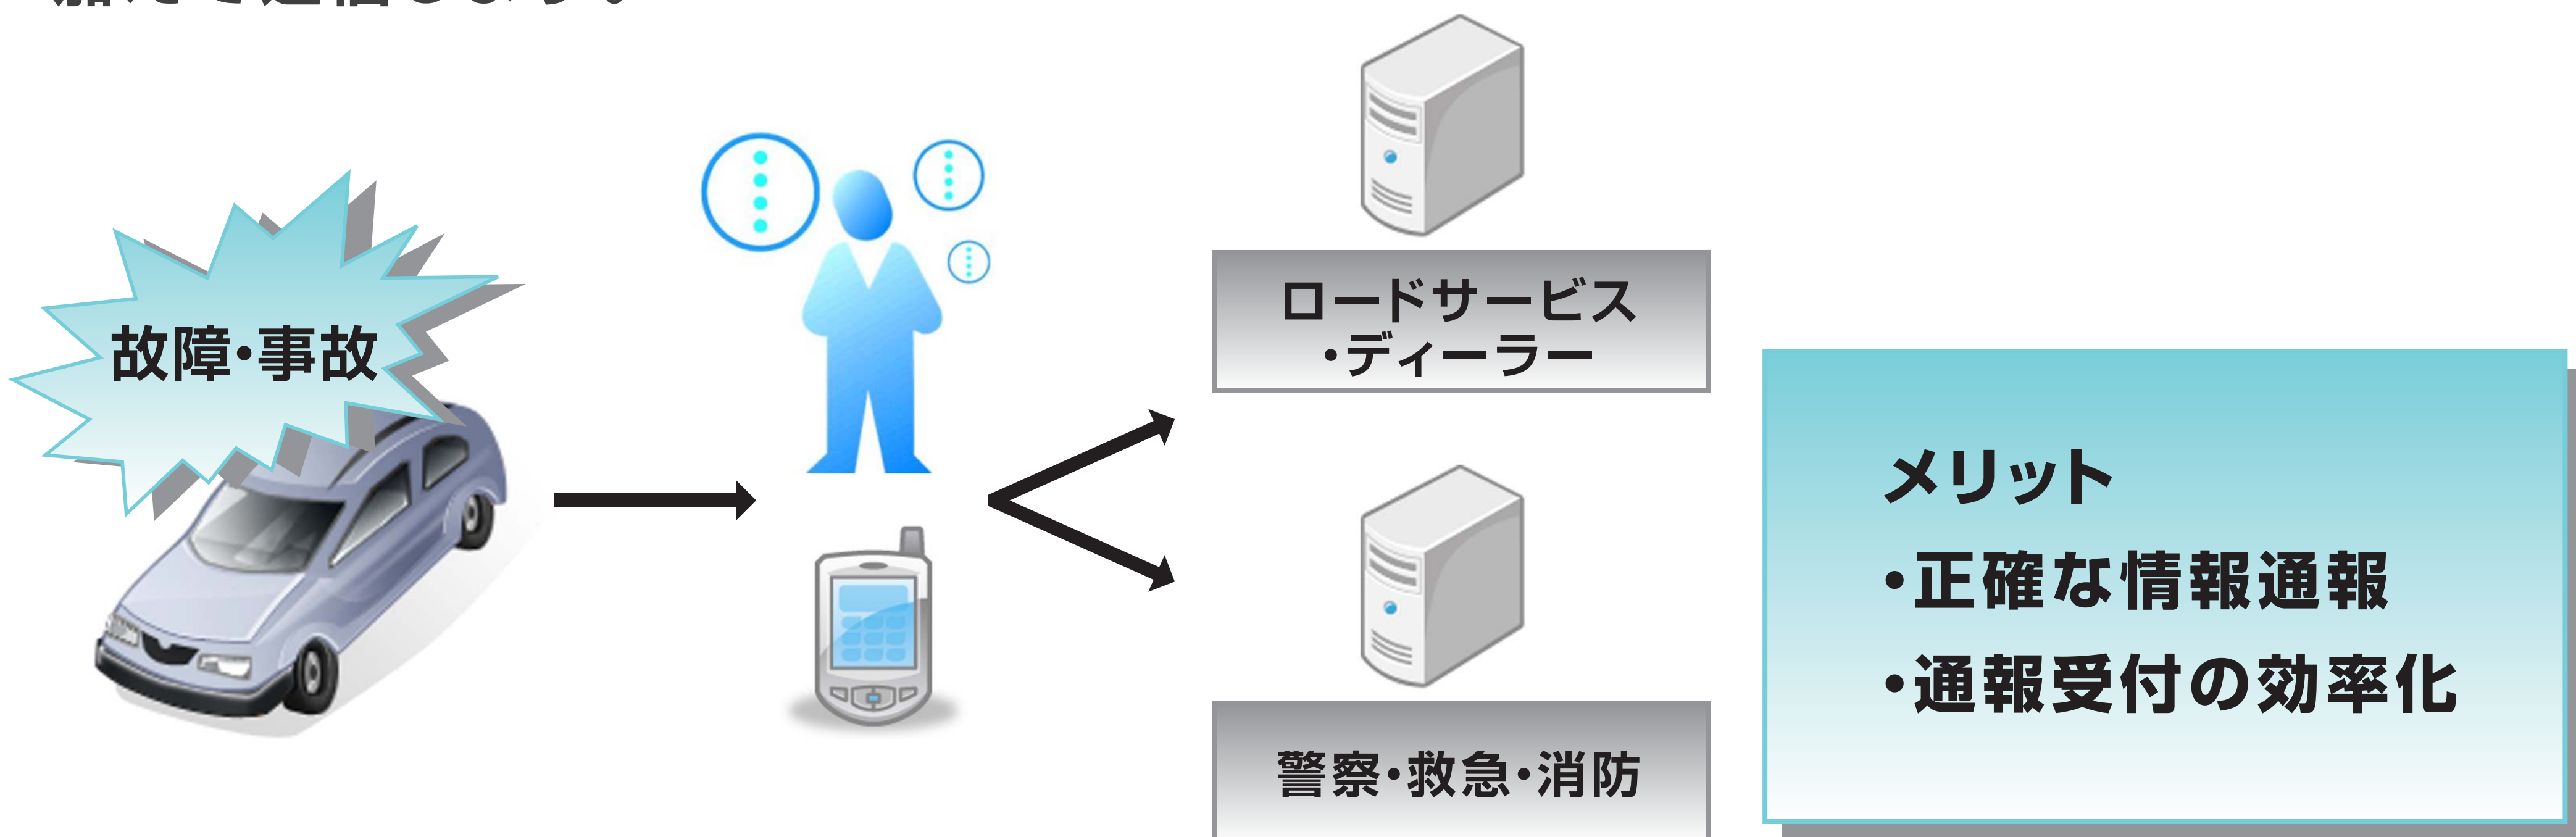 故障・事故
ロードサービス
・ディーラー
警察・救急・消防
メリット
・正確な情報通報
・通報受付の効率化